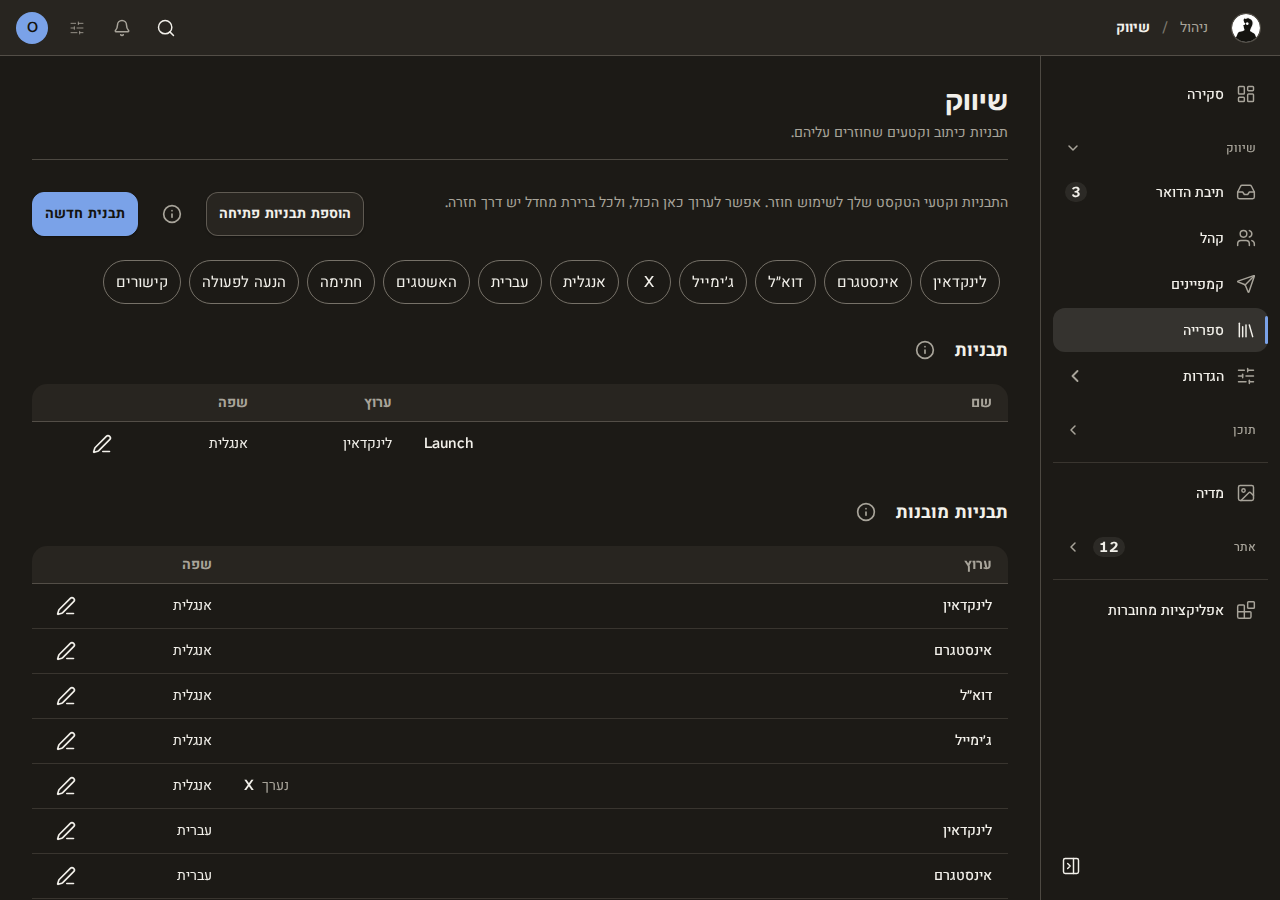 ניהול / שיווק
O
סקירה
שיווק
תיבת הדואר 3
קהל
קמפיינים
ספרייה
הגדרות
תוכן
מדיה
אתר 12
אפליקציות מחוברות
שיווק
תבניות כיתוב וקטעים שחוזרים עליהם.
התבניות וקטעי הטקסט שלך לשימוש חוזר. אפשר לערוך כאן הכול, ולכל ברירת מחדל יש דרך חזרה.
הוספת תבניות פתיחה
תבנית חדשה
לינקדאין אינסטגרם דוא״ל ג׳ימייל X אנגלית עברית האשטגים חתימה הנעה לפעולה קישורים
תבניות
שם ערוץ שפה
Launch לינקדאין אנגלית
תבניות מובנות
ערוץ שפה
לינקדאין אנגלית
אינסטגרם אנגלית
דוא״ל אנגלית
ג׳ימייל אנגלית
נערך X אנגלית
לינקדאין עברית
אינסטגרם עברית